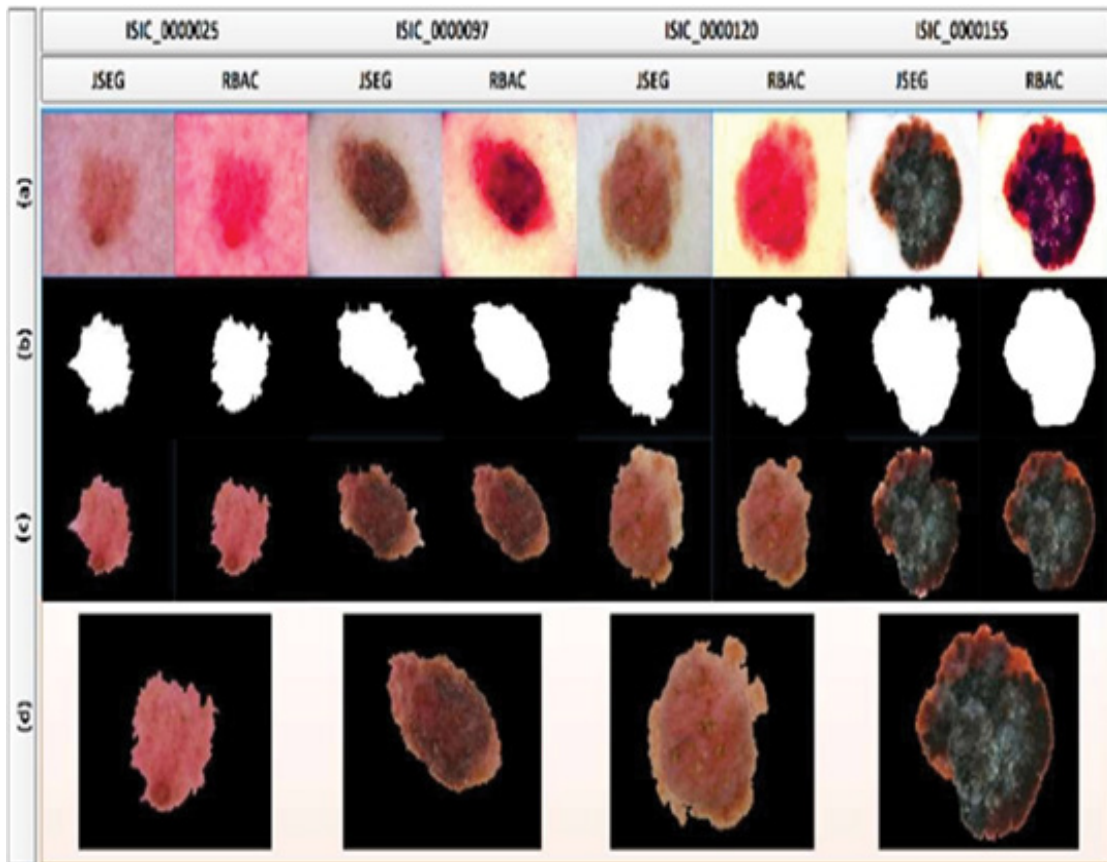 ISIC_0000025 ISIC_0000097 ISIC_0000120 ISIC_0000155
JSEG RBAC JSEG RBAC JSEG RBAC JSEG RBAC
(a)
(b)
(c)
(d)